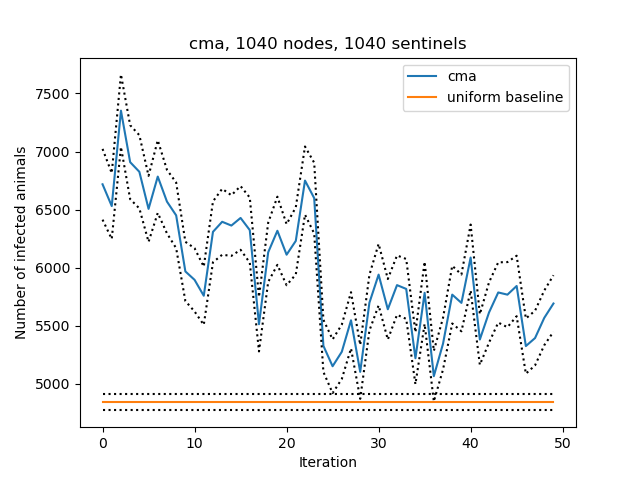 cma, 1040 nodes, 1040 sentinels
cma
uniform baseline
Number of infected animals
7500
7000
6500
6000
5500
5000
0 10 20 30 40 50
Iteration